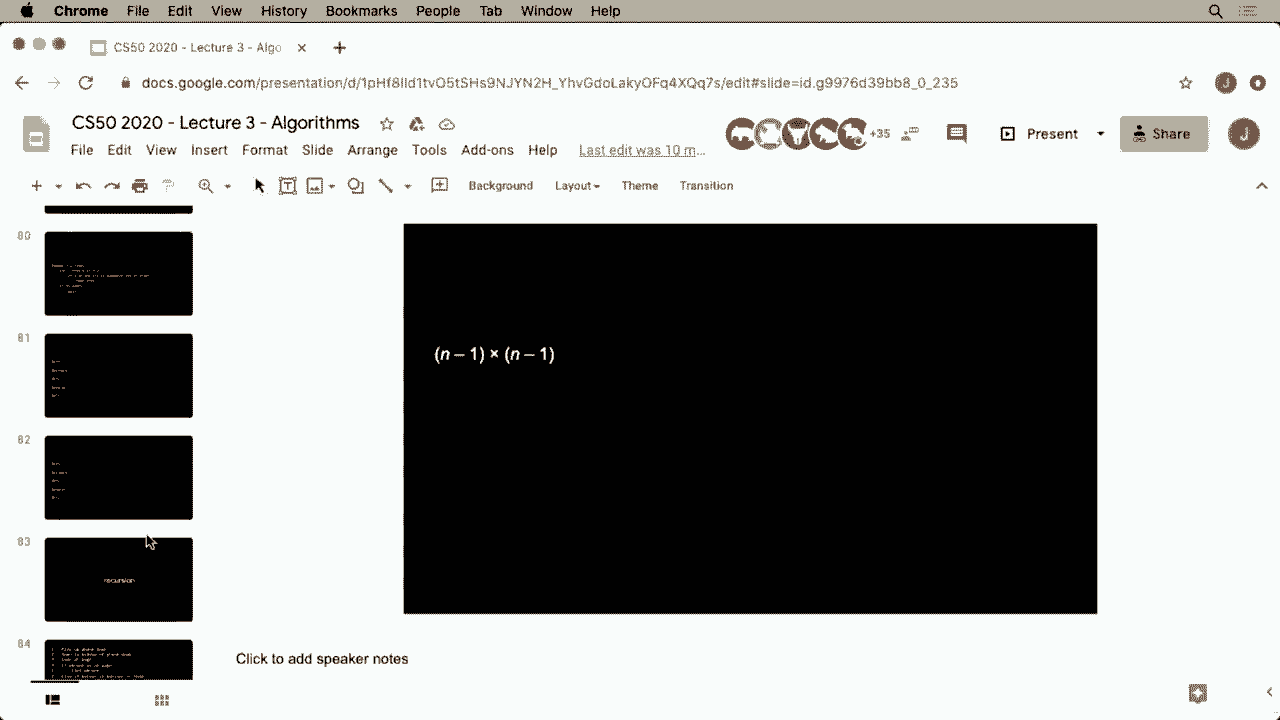 Chrome File Edit View History Bookmarks People Tab Window Help
CS50 2020 - Lecture 3 - Algo
docs.google.com/presentation/d/1pHf8lld1tvO5tSHs9NJYN2H_YhvGdoLakyOFq4XQq7s/edit#slide=id.g9976d39bb8_0_235
J
CS50 2020 - Lecture 3 - Algorithms
+35
Present
Share
J
File Edit View Insert Format Slide Arrange Tools Add-ons Help Last edit was 10 m...
Background Layout Theme Transition
80
81
82
83
recursion
84
(n – 1) × (n – 1)
Click to add speaker notes